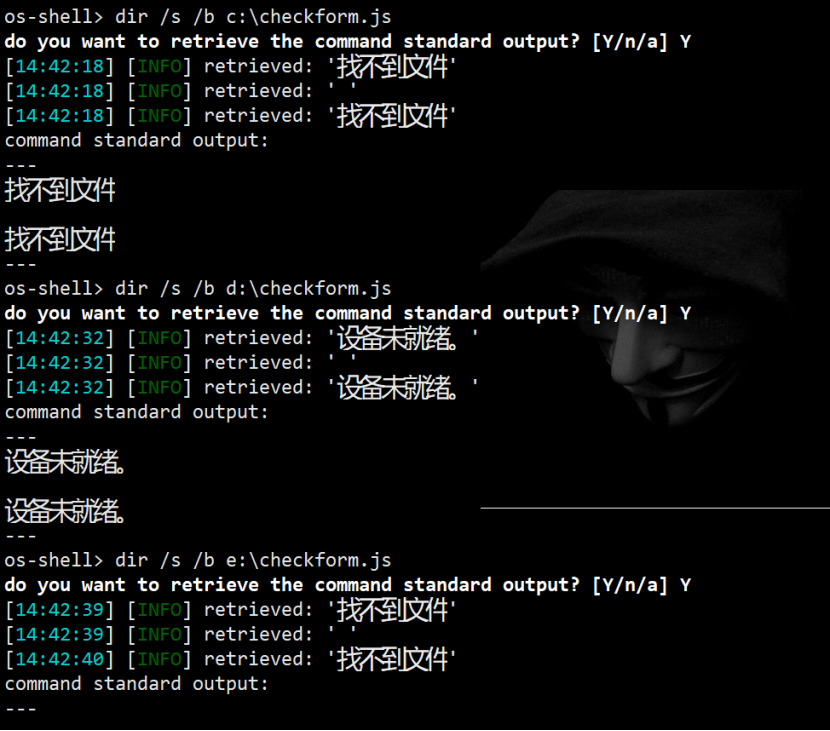 os-shell> dir /s /b c:\checkform.js
do you want to retrieve the command standard output? [Y/n/a] Y
[14:42:18] [INFO] retrieved: '找不到文件'
[14:42:18] [INFO] retrieved: ' '
[14:42:18] [INFO] retrieved: '找不到文件'
command standard output:
---
找不到文件
找不到文件
---
os-shell> dir /s /b d:\checkform.js
do you want to retrieve the command standard output? [Y/n/a] Y
[14:42:32] [INFO] retrieved: '设备未就绪。'
[14:42:32] [INFO] retrieved: ' '
[14:42:32] [INFO] retrieved: '设备未就绪。'
command standard output:
---
设备未就绪。
设备未就绪。
---
os-shell> dir /s /b e:\checkform.js
do you want to retrieve the command standard output? [Y/n/a] Y
[14:42:39] [INFO] retrieved: '找不到文件'
[14:42:39] [INFO] retrieved: ' '
[14:42:40] [INFO] retrieved: '找不到文件'
command standard output:
---